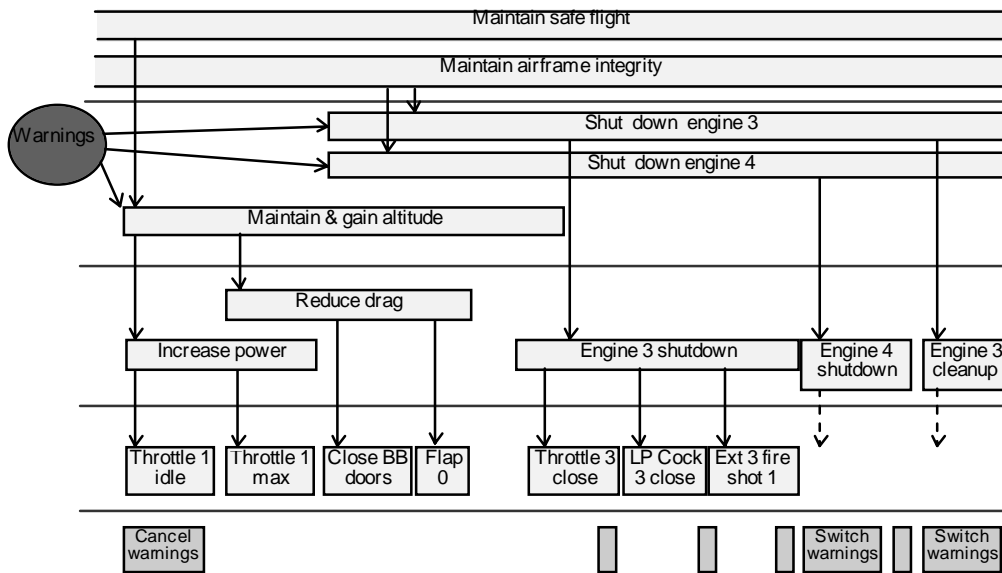 Maintain safe flight
Maintain airframe integrity
Warnings
Shut down engine 3
Shut down engine 4
Maintain & gain altitude
Reduce drag
Increase power
Engine 3 shutdown
Engine 4
shutdown
Engine 3
cleanup
Throttle 1
idle
Throttle 1
max
Close BB
doors
Flap
0
Throttle 3
close
LP Cock
3 close
Ext 3 fire
shot 1
Cancel
warnings
Switch
warnings
Switch
warnings